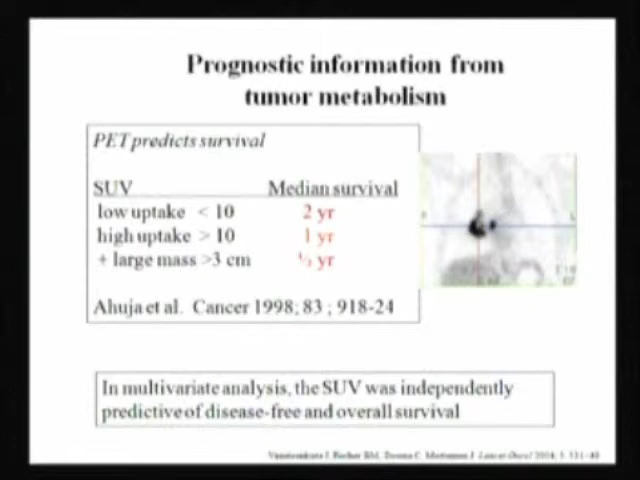 Prognostic information from
tumor metabolism
PET predicts survival
SUV Median survival
low uptake < 10 2 yr
high uptake > 10 1 yr
+ large mass >3 cm ½ yr
Ahuja et al. Cancer 1998; 83 ; 918-24
In multivariate analysis, the SUV was independently
predictive of disease-free and overall survival
Lancet Oncol